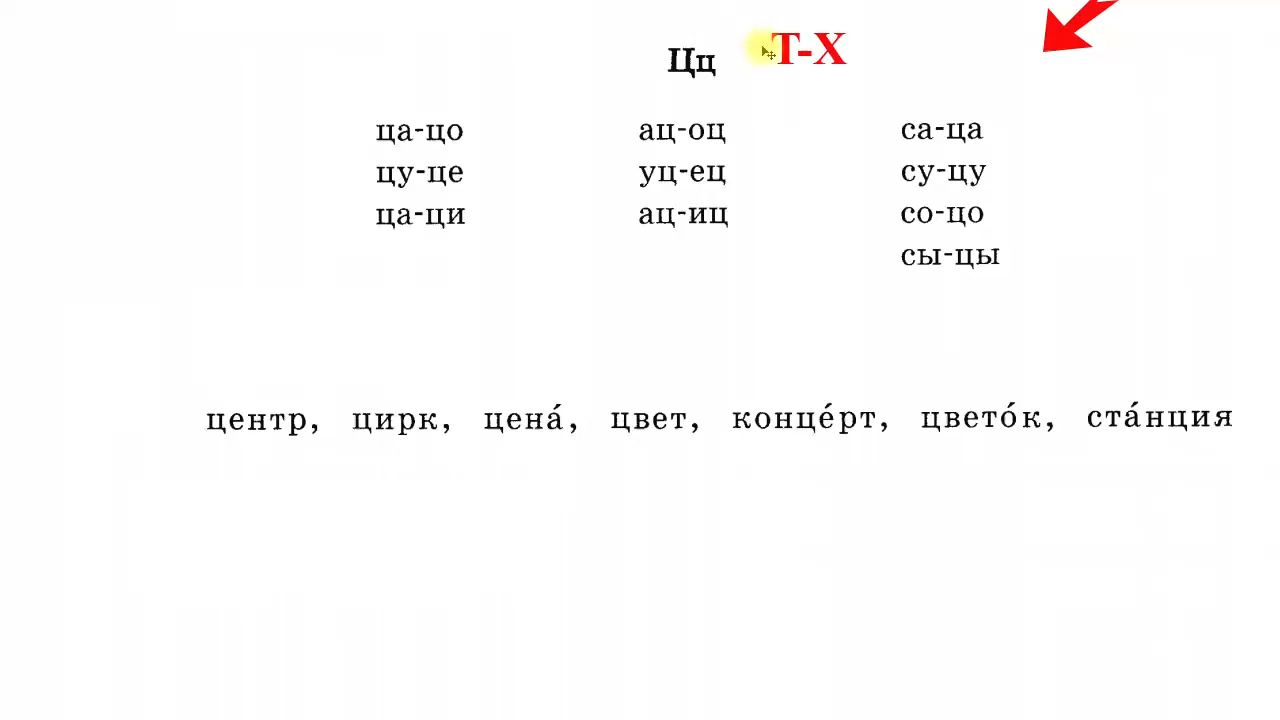 Цц Т-Х
ца-цо ац-оц са-ца
цу-це уц-ец су-цу
ца-ци ац-иц со-цо
сы-цы
центр, цирк, цена́, цвет, конце́рт, цвето́к, ста́нция